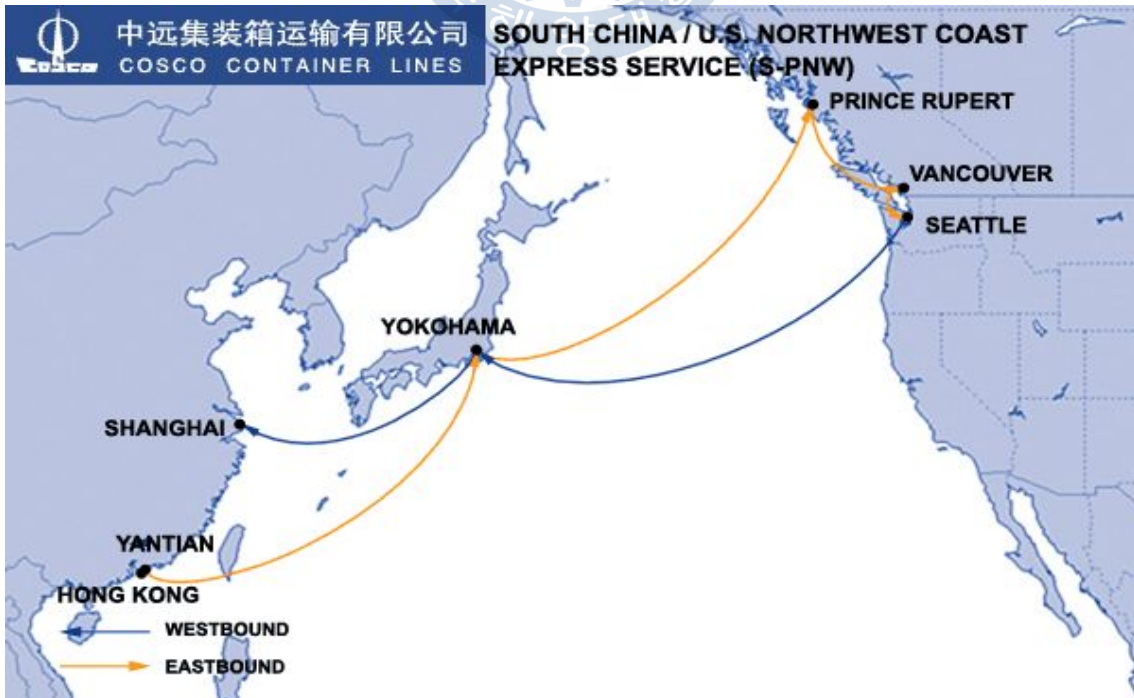 中远集装箱运输有限公司
COSCO CONTAINER LINES
COSCO
SOUTH CHINA / U.S. NORTHWEST COAST
EXPRESS SERVICE (S-PNW)
PRINCE RUPERT
VANCOUVER
SEATTLE
YOKOHAMA
SHANGHAI
YANTIAN
HONG KONG
WESTBOUND
EASTBOUND